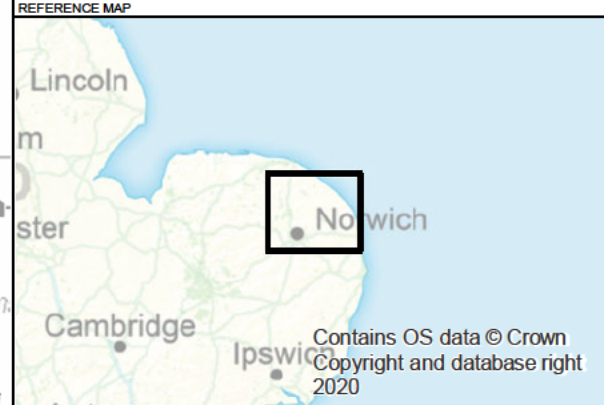 REFERENCE MAP
Lincoln
m
ster
Norwich
Cambridge
Ipswich
Contains OS data © Crown
Copyright and database right
2020